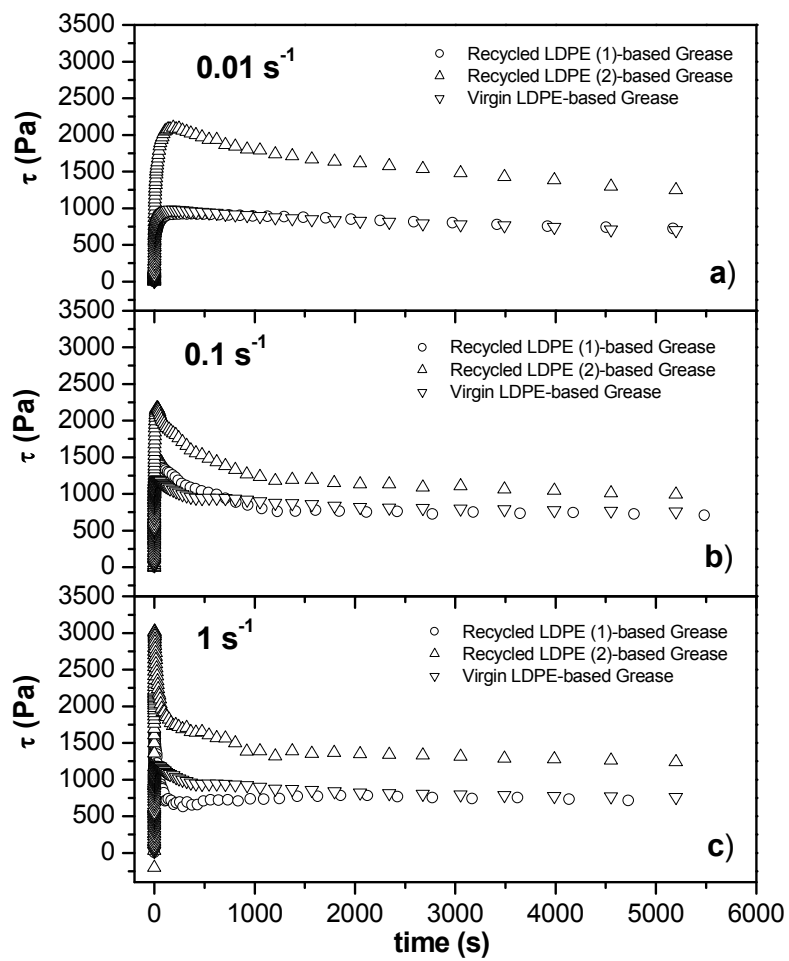 3500
3000
2500
2000
1500
1000
500
0
τ (Pa)
0.01 s⁻¹
Recycled LDPE (1)-based Grease
Recycled LDPE (2)-based Grease
Virgin LDPE-based Grease
a)
3500
3000
2500
2000
1500
1000
500
0
τ (Pa)
0.1 s⁻¹
Recycled LDPE (1)-based Grease
Recycled LDPE (2)-based Grease
Virgin LDPE-based Grease
b)
3500
3000
2500
2000
1500
1000
500
0
τ (Pa)
1 s⁻¹
Recycled LDPE (1)-based Grease
Recycled LDPE (2)-based Grease
Virgin LDPE-based Grease
c)
0 1000 2000 3000 4000 5000 6000
time (s)